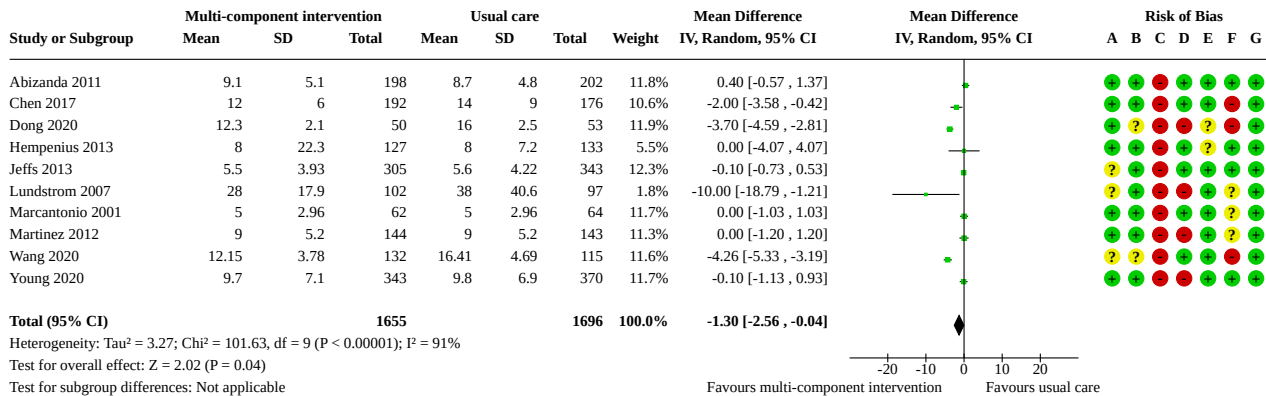 Multi-component intervention Usual care Mean Difference Mean Difference Risk of Bias
Study or Subgroup Mean SD Total Mean SD Total Weight IV, Random, 95% CI IV, Random, 95% CI A B C D E F G
Abizanda 2011 9.1 5.1 198 8.7 4.8 202 11.8% 0.40 [-0.57 , 1.37] + + - + + + +
Chen 2017 12 6 192 14 9 176 10.6% -2.00 [-3.58 , -0.42] + + - + + - +
Dong 2020 12.3 2.1 50 16 2.5 53 11.9% -3.70 [-4.59 , -2.81] + ? - - ? - +
Hempenius 2013 8 22.3 127 8 7.2 133 5.5% 0.00 [-4.07 , 4.07] + + - + ? + +
Jeffs 2013 5.5 3.93 305 5.6 4.22 343 12.3% -0.10 [-0.73 , 0.53] ? + - + + + +
Lundstrom 2007 28 17.9 102 38 40.6 97 1.8% -10.00 [-18.79 , -1.21] ? + - - + ? +
Marcantonio 2001 5 2.96 62 5 2.96 64 11.7% 0.00 [-1.03 , 1.03] + + - + + ? +
Martinez 2012 9 5.2 144 9 5.2 143 11.3% 0.00 [-1.20 , 1.20] + + - - + ? +
Wang 2020 12.15 3.78 132 16.41 4.69 115 11.6% -4.26 [-5.33 , -3.19] ? ? - + + - +
Young 2020 9.7 7.1 343 9.8 6.9 370 11.7% -0.10 [-1.13 , 0.93] + + - - + + +
Total (95% CI) 1655 1696 100.0% -1.30 [-2.56 , -0.04]
Heterogeneity: Tau² = 3.27; Chi² = 101.63, df = 9 (P < 0.00001); I² = 91%
Test for overall effect: Z = 2.02 (P = 0.04)
-20 -10 0 10 20
Test for subgroup differences: Not applicable
Favours multi-component intervention Favours usual care